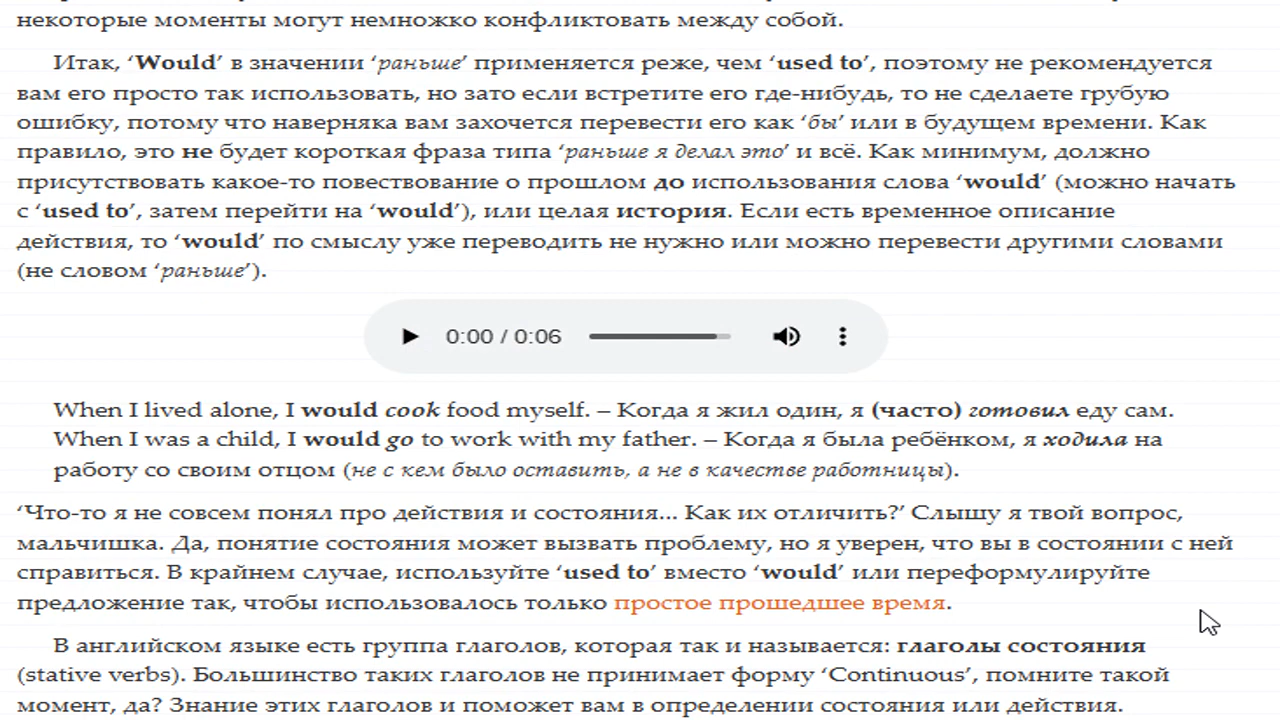 некоторые моменты могут немножко конфликтовать между собой.
Итак, ‘Would’ в значении ‘раньше’ применяется реже, чем ‘used to’, поэтому не рекомендуется
вам его просто так использовать, но зато если встретите его где-нибудь, то не сделаете грубую
ошибку, потому что наверняка вам захочется перевести его как ‘бы’ или в будущем времени. Как
правило, это не будет короткая фраза типа ‘раньше я делал это’ и всё. Как минимум, должно
присутствовать какое-то повествование о прошлом до использования слова ‘would’ (можно начать
с ‘used to’, затем перейти на ‘would’), или целая история. Если есть временное описание
действия, то ‘would’ по смыслу уже переводить не нужно или можно перевести другими словами
(не словом ‘раньше’).
0:00 / 0:06
When I lived alone, I would cook food myself. – Когда я жил один, я (часто) готовил еду сам.
When I was a child, I would go to work with my father. – Когда я была ребёнком, я ходила на
работу со своим отцом (не с кем было оставить, а не в качестве работницы).
‘Что-то я не совсем понял про действия и состояния... Как их отличить?’ Слышу я твой вопрос,
мальчишка. Да, понятие состояния может вызвать проблему, но я уверен, что вы в состоянии с ней
справиться. В крайнем случае, используйте ‘used to’ вместо ‘would’ или переформулируйте
предложение так, чтобы использовалось только простое прошедшее время.
В английском языке есть группа глаголов, которая так и называется: глаголы состояния
(stative verbs). Большинство таких глаголов не принимает форму ‘Continuous’, помните такой
момент, да? Знание этих глаголов и поможет вам в определении состояния или действия.